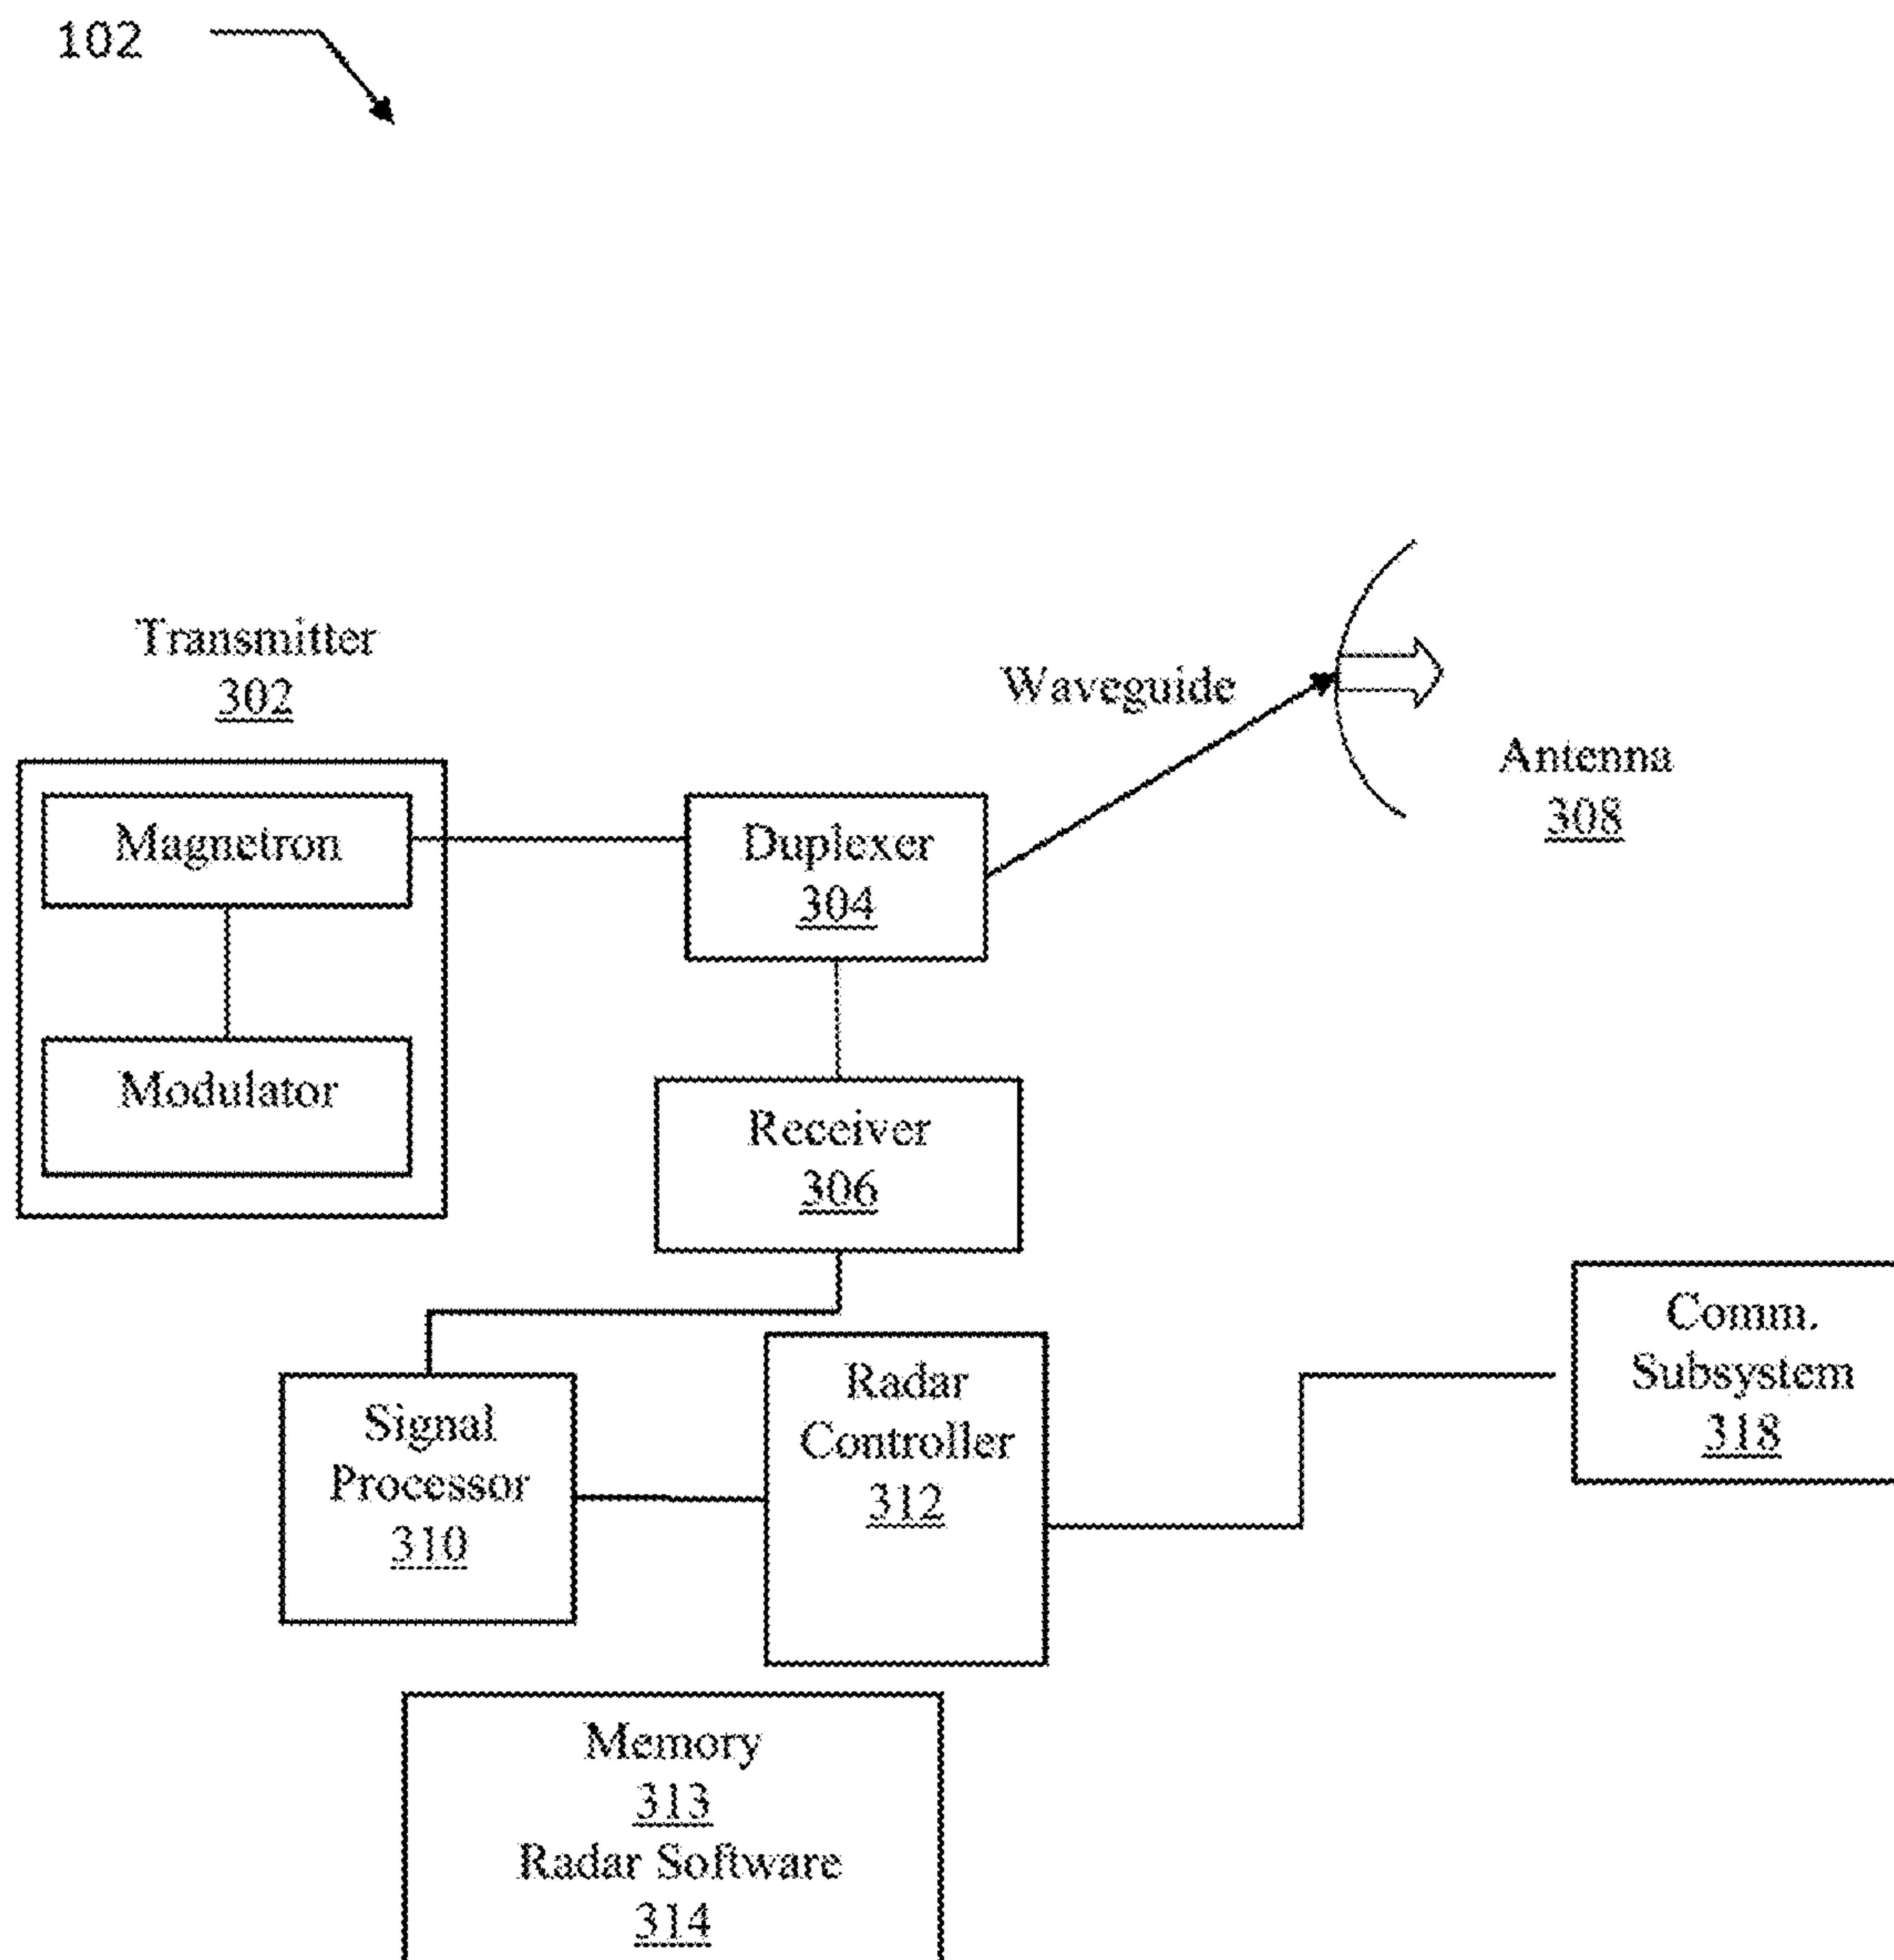 102
Transmitter
302
Magnetron
Modulator
Duplexer
304
Waveguide
Antenna
308
Receiver
306
Signal
Processor
310
Radar
Controller
312
Comm.
Subsystem
318
Memory
313
Radar Software
314